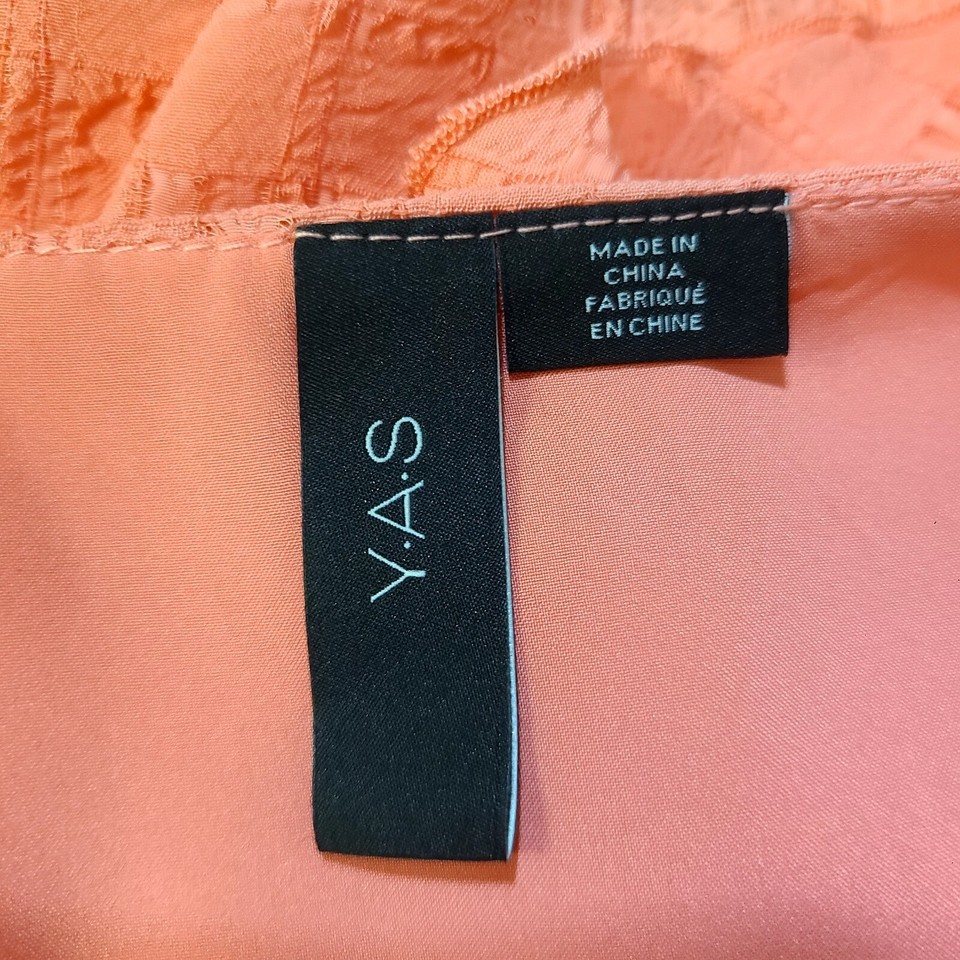 Y·A·S
MADE IN
CHINA
FABRIQUÉ
EN CHINE